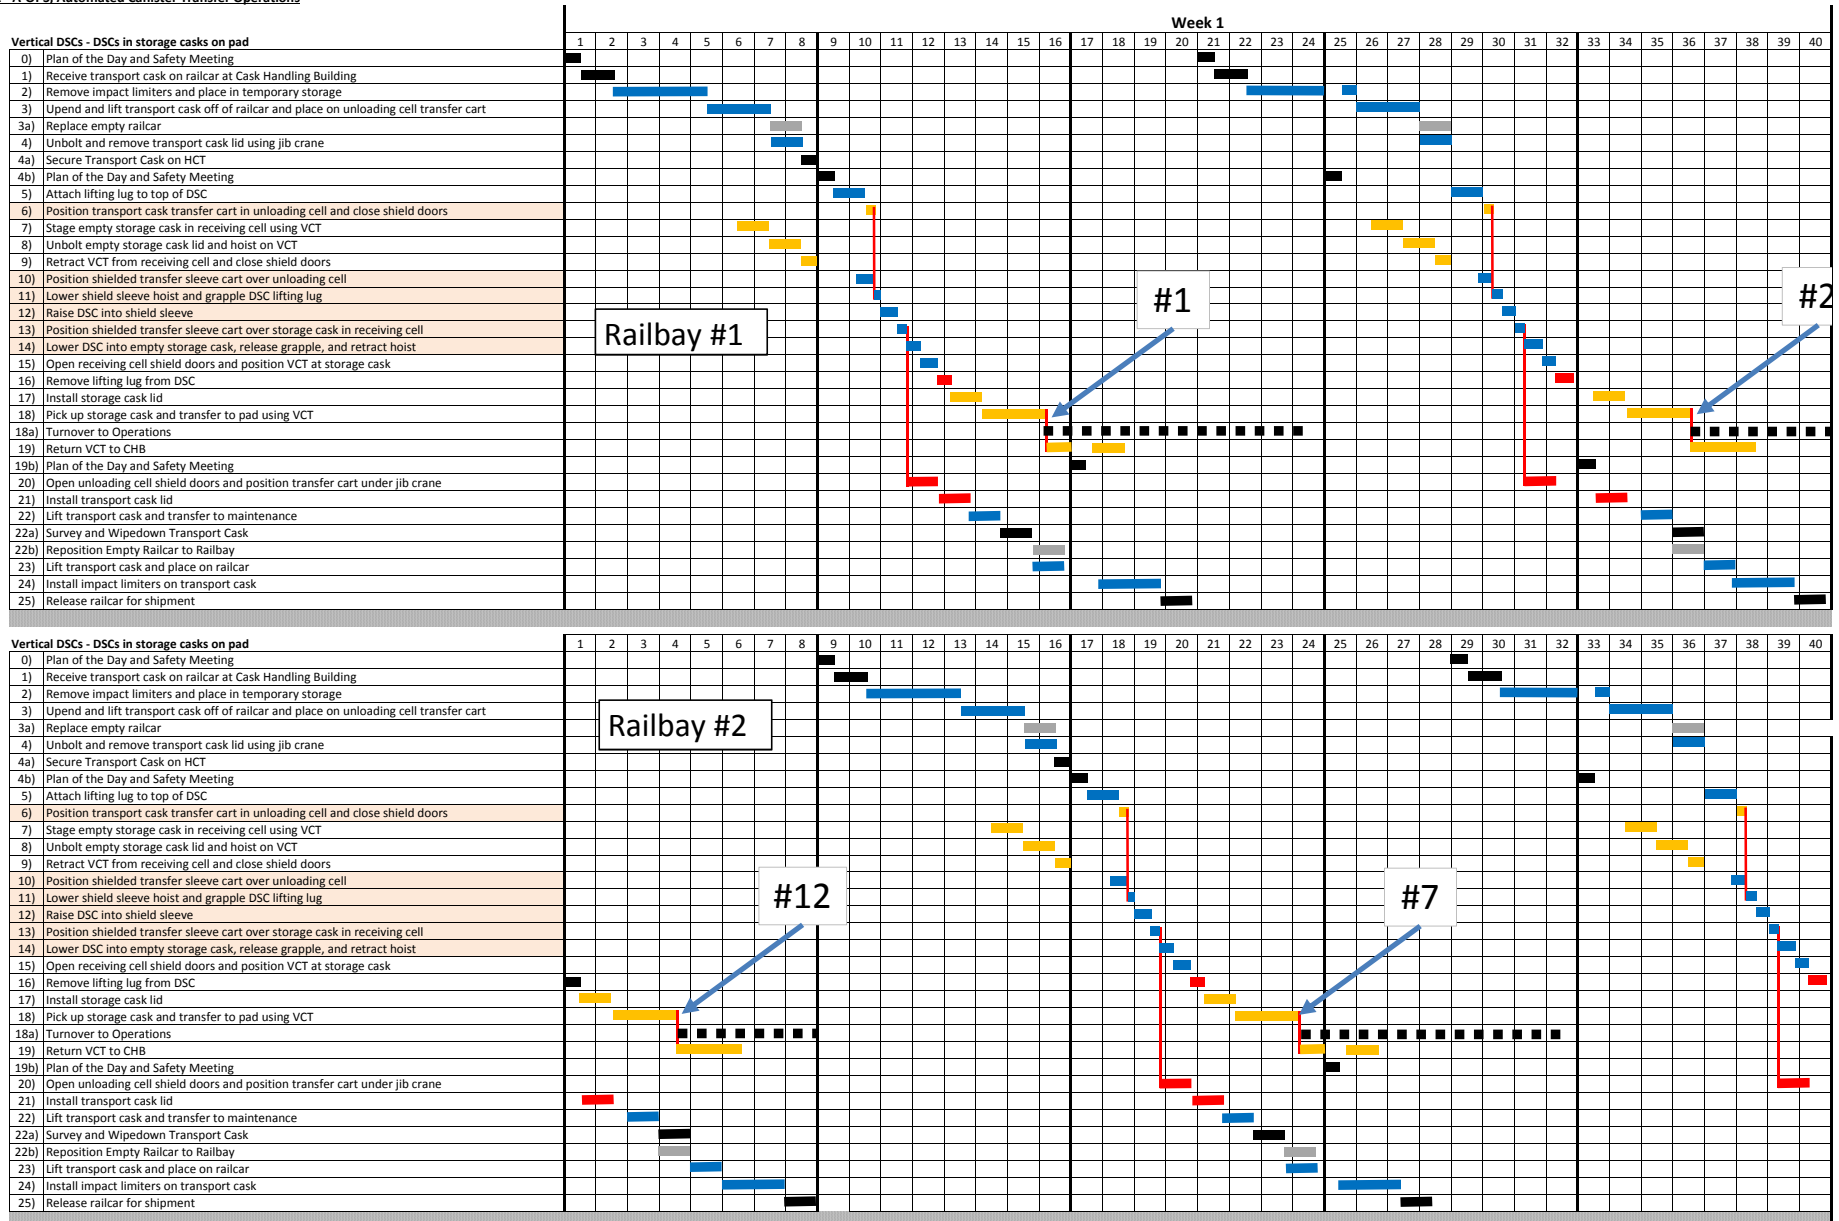 A-OPS, Automated Canister Transfer Operations
Week 1
Vertical DSCs - DSCs in storage casks on pad 1 2 3 4 5 6 7 8 9 10 11 12 13 14 15 16 17 18 19 20 21 22 23 24 25 26 27 28 29 30 31 32 33 34 35 36 37 38 39 40
0) Plan of the Day and Safety Meeting
1) Receive transport cask on railcar at Cask Handling Building
2) Remove impact limiters and place in temporary storage
3) Upend and lift transport cask off of railcar and place on unloading cell transfer cart
3a) Replace empty railcar
4) Unbolt and remove transport cask lid using jib crane
4a) Secure Transport Cask on HCT
4b) Plan of the Day and Safety Meeting
5) Attach lifting lug to top of DSC
6) Position transport cask transfer cart in unloading cell and close shield doors
7) Stage empty storage cask in receiving cell using VCT
8) Unbolt empty storage cask lid and hoist on VCT
9) Retract VCT from receiving cell and close shield doors
10) Position shielded transfer sleeve cart over unloading cell
11) Lower shield sleeve hoist and grapple DSC lifting lug
#1
#2
12) Raise DSC into shield sleeve
13) Position shielded transfer sleeve cart over storage cask in receiving cell
Railbay #1
14) Lower DSC into empty storage cask, release grapple, and retract hoist
15) Open receiving cell shield doors and position VCT at storage cask
16) Remove lifting lug from DSC
17) Install storage cask lid
18) Pick up storage cask and transfer to pad using VCT
18a) Turnover to Operations
19) Return VCT to CHB
19b) Plan of the Day and Safety Meeting
20) Open unloading cell shield doors and position transfer cart under jib crane
21) Install transport cask lid
22) Lift transport cask and transfer to maintenance
22a) Survey and Wipedown Transport Cask
22b) Reposition Empty Railcar to Railbay
23) Lift transport cask and place on railcar
24) Install impact limiters on transport cask
25) Release railcar for shipment
Vertical DSCs - DSCs in storage casks on pad 1 2 3 4 5 6 7 8 9 10 11 12 13 14 15 16 17 18 19 20 21 22 23 24 25 26 27 28 29 30 31 32 33 34 35 36 37 38 39 40
0) Plan of the Day and Safety Meeting
1) Receive transport cask on railcar at Cask Handling Building
2) Remove impact limiters and place in temporary storage
3) Upend and lift transport cask off of railcar and place on unloading cell transfer cart
Railbay #2
3a) Replace empty railcar
4) Unbolt and remove transport cask lid using jib crane
4a) Secure Transport Cask on HCT
4b) Plan of the Day and Safety Meeting
5) Attach lifting lug to top of DSC
6) Position transport cask transfer cart in unloading cell and close shield doors
7) Stage empty storage cask in receiving cell using VCT
8) Unbolt empty storage cask lid and hoist on VCT
9) Retract VCT from receiving cell and close shield doors
10) Position shielded transfer sleeve cart over unloading cell
11) Lower shield sleeve hoist and grapple DSC lifting lug
#12
#7
12) Raise DSC into shield sleeve
13) Position shielded transfer sleeve cart over storage cask in receiving cell
14) Lower DSC into empty storage cask, release grapple, and retract hoist
15) Open receiving cell shield doors and position VCT at storage cask
16) Remove lifting lug from DSC
17) Install storage cask lid
18) Pick up storage cask and transfer to pad using VCT
18a) Turnover to Operations
19) Return VCT to CHB
19b) Plan of the Day and Safety Meeting
20) Open unloading cell shield doors and position transfer cart under jib crane
21) Install transport cask lid
22) Lift transport cask and transfer to maintenance
22a) Survey and Wipedown Transport Cask
22b) Reposition Empty Railcar to Railbay
23) Lift transport cask and place on railcar
24) Install impact limiters on transport cask
25) Release railcar for shipment